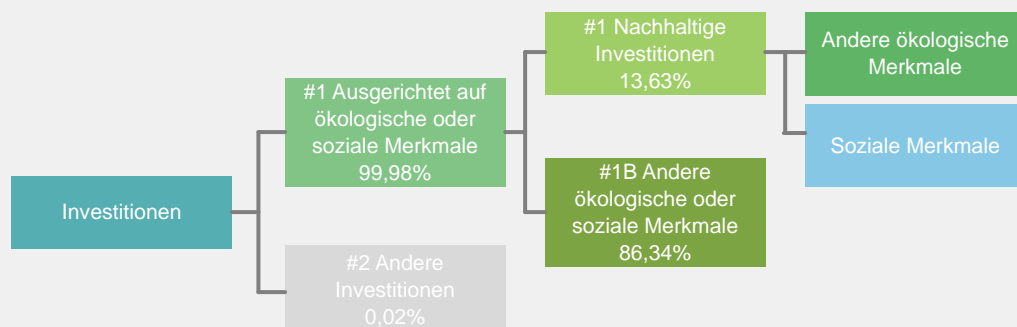 Investitionen
#1 Ausgerichtet auf
ökologische oder
soziale Merkmale
99,98%
#2 Andere
Investitionen
0,02%
#1 Nachhaltige
Investitionen
13,63%
#1B Andere
ökologische oder
soziale Merkmale
86,34%
Andere ökologische
Merkmale
Soziale Merkmale